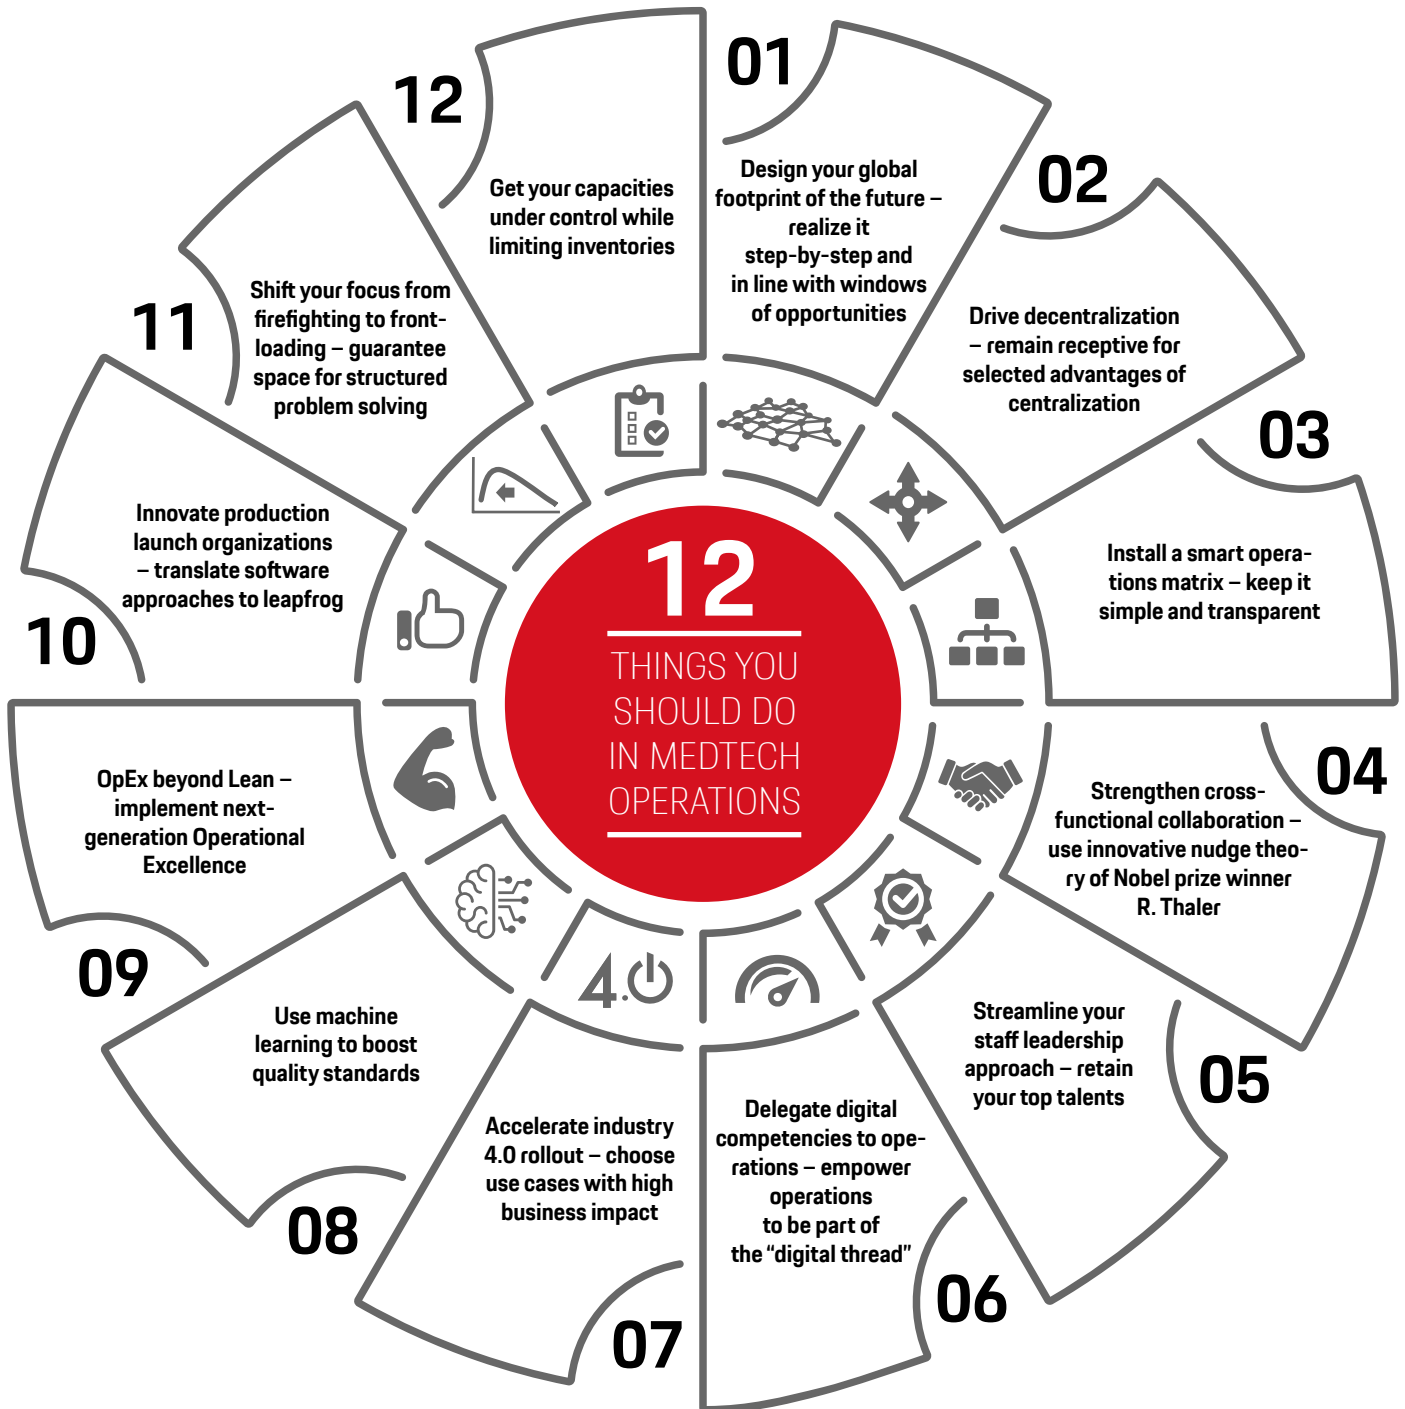 12
THINGS YOU
SHOULD DO
IN MEDTECH
OPERATIONS
01
Design your global
footprint of the future –
realize it
step-by-step and
in line with windows
of opportunities
02
Drive decentralization
– remain receptive for
selected advantages of
centralization
03
Install a smart opera-
tions matrix – keep it
simple and transparent
04
Strengthen cross-
functional collaboration –
use innovative nudge theo-
ry of Nobel prize winner
R. Thaler
05
Streamline your
staff leadership
approach – retain
your top talents
06
Delegate digital
competencies to ope-
rations – empower
operations
to be part of
the “digital thread”
07
Accelerate industry
4.0 rollout – choose
use cases with high
business impact
4.0
08
Use machine
learning to boost
quality standards
09
OpEx beyond Lean –
implement next-
generation Operational
Excellence
10
Innovate production
launch organizations
– translate software
approaches to leapfrog
11
Shift your focus from
firefighting to front-
loading – guarantee
space for structured
problem solving
12
Get your capacities
under control while
limiting inventories